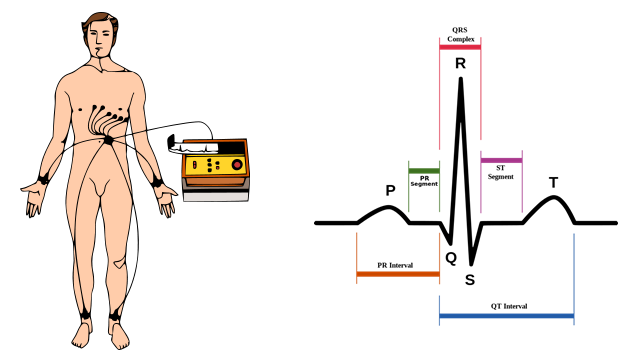 QRS
Complex
R
PR
Segment
ST
Segment
P
T
Q
S
PR Interval
QT Interval